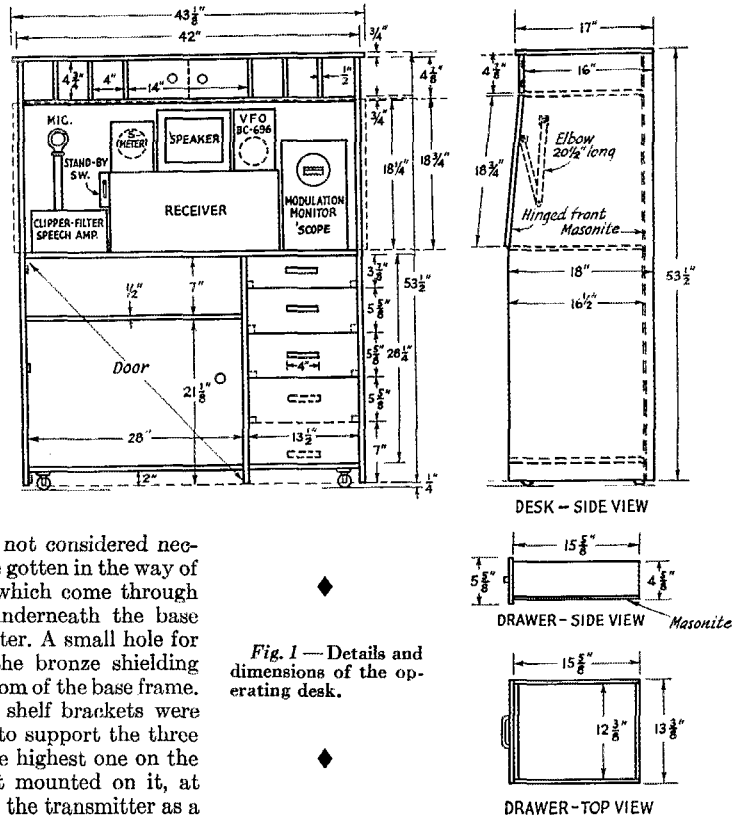 43 1/8"
42"
3/4"
4 3/4"
4"
14"
1/2"
4 7/8"
3/4"
MIC.
STAND-BY
SW.
S
METER
SPEAKER
VFO
BC-696
CLIPPER-FILTER
SPEECH AMP.
RECEIVER
MODULATION
MONITOR
'SCOPE
18 1/4"
18 3/4"
1/2"
7"
Door
28"
21 1/8"
2"
4"
13 1/2"
3 7/8"
5 5/8"
5 5/8"
5 5/8"
7"
28 1/4"
53 1/2"
1/4"
17"
16"
4 7/8"
18 3/4"
Elbow
20 1/2" long
Hinged front
Masonite
18"
16 1/2"
53 1/2"
DESK – SIDE VIEW
15 5/8"
5 5/8"
4 5/8"
DRAWER – SIDE VIEW
Masonite
15 5/8"
12 3/8"
13 3/8"
DRAWER – TOP VIEW
not considered nec-
gotten in the way of
which come through
nderneath the base
ter. A small hole for
he bronze shielding
om of the base frame.
shelf brackets were
to support the three
e highest one on the
t mounted on it, at
the transmitter as a
Fig. 1 — Details and
dimensions of the op-
erating desk.